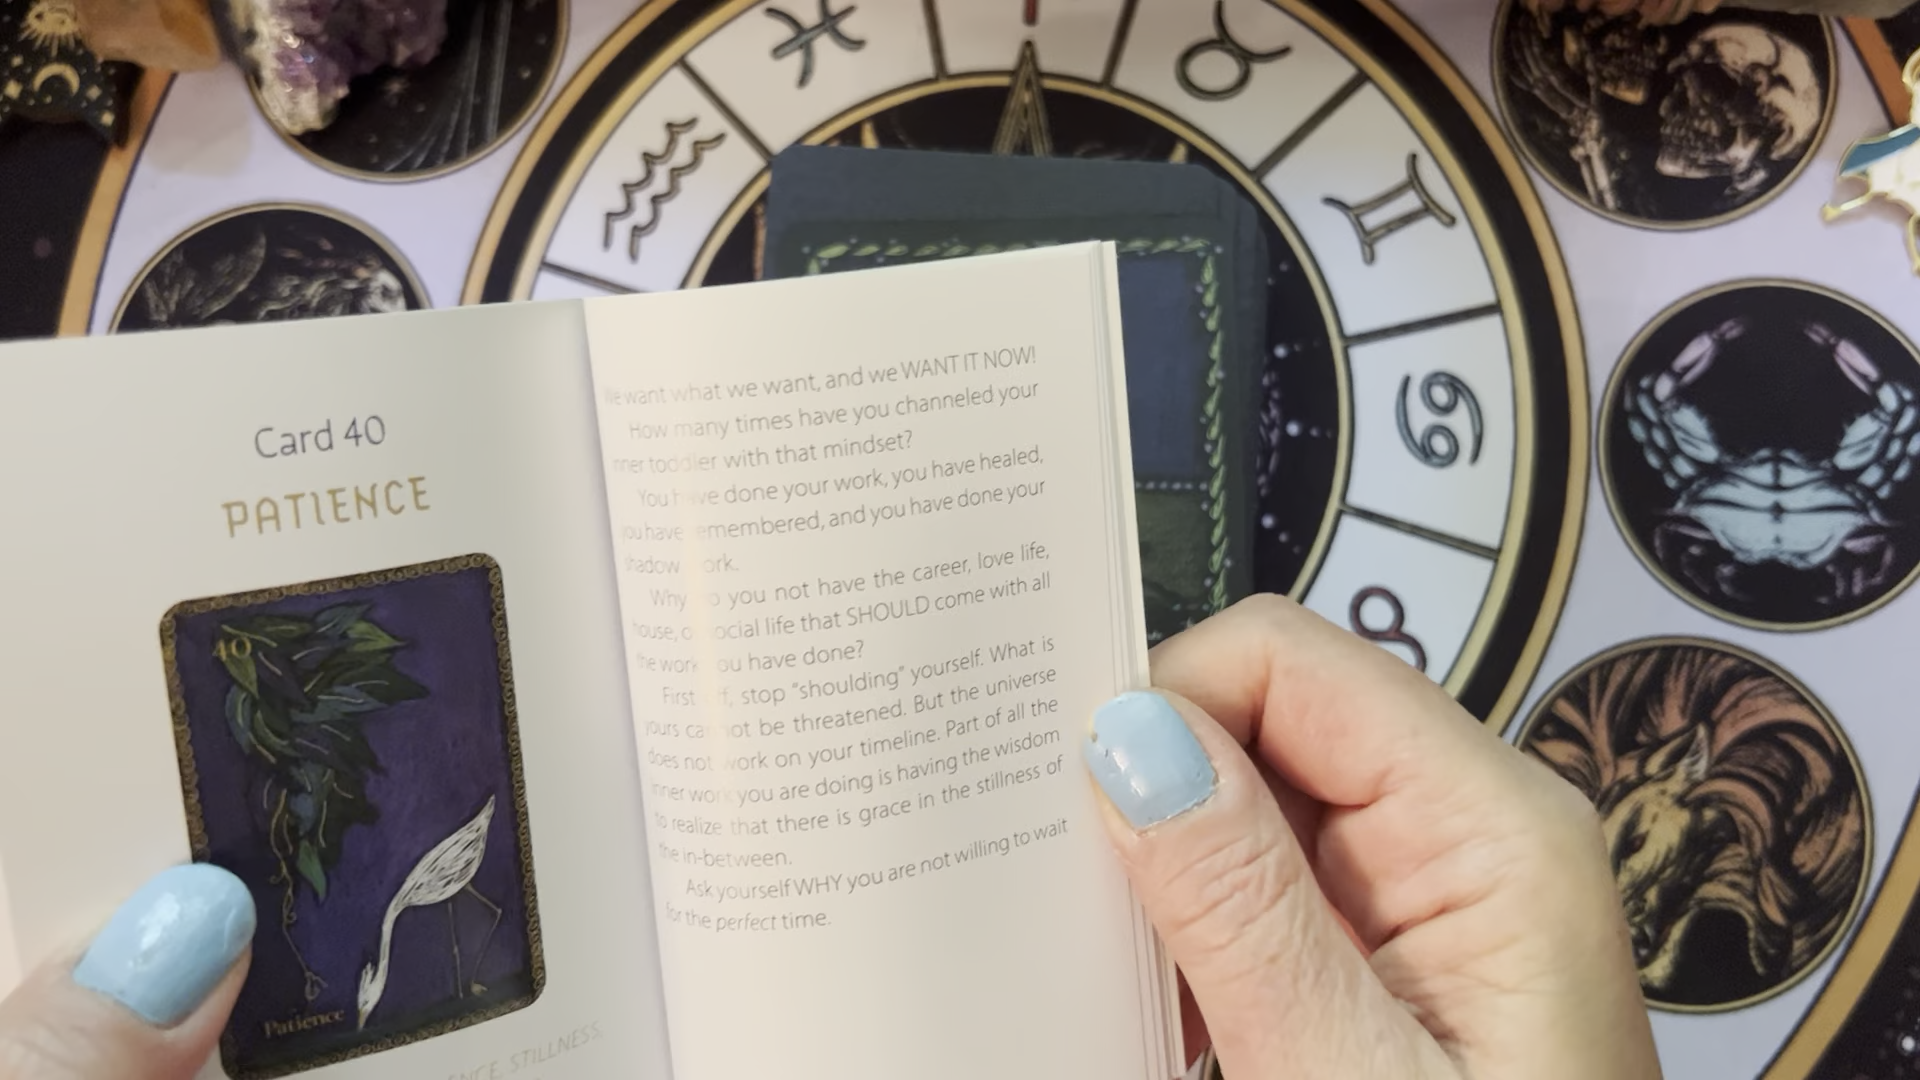 Card 40
PATIENCE
40
Patience
STILLNESS.
We want what we want, and we WANT IT NOW!
How many times have you channeled your
inner toddler with that mindset?
You have done your work, you have healed,
you have remembered, and you have done your
shadow work.
Why do you not have the career, love life,
house, or social life that SHOULD come with all
the work you have done?
First off, stop “shoulding” yourself. What is
yours cannot be threatened. But the universe
does not work on your timeline. Part of all the
inner work you are doing is having the wisdom
to realize that there is grace in the stillness of
the in-between.
Ask yourself WHY you are not willing to wait
for the perfect time.